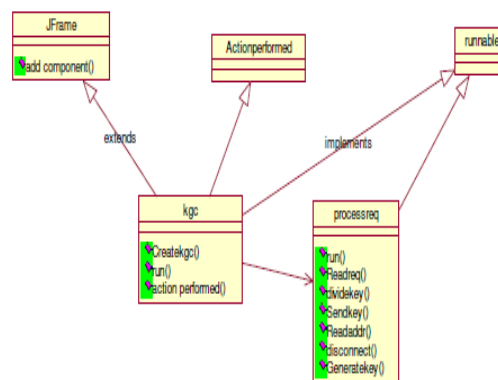 JFrame
add component()
Actionperformed
runnable
extends
implements
kgc
Createkgc()
run()
action performed()
processreq
run()
Readreq()
dividekey()
Sendkey()
Readaddr()
disconnect()
Generatekey()